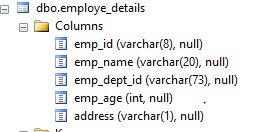 dbo.employe_details
Columns
emp_id (varchar(8), null)
emp_name (varchar(20), null)
emp_dept_id (varchar(73), null)
emp_age (int, null)
address (varchar(1), null)